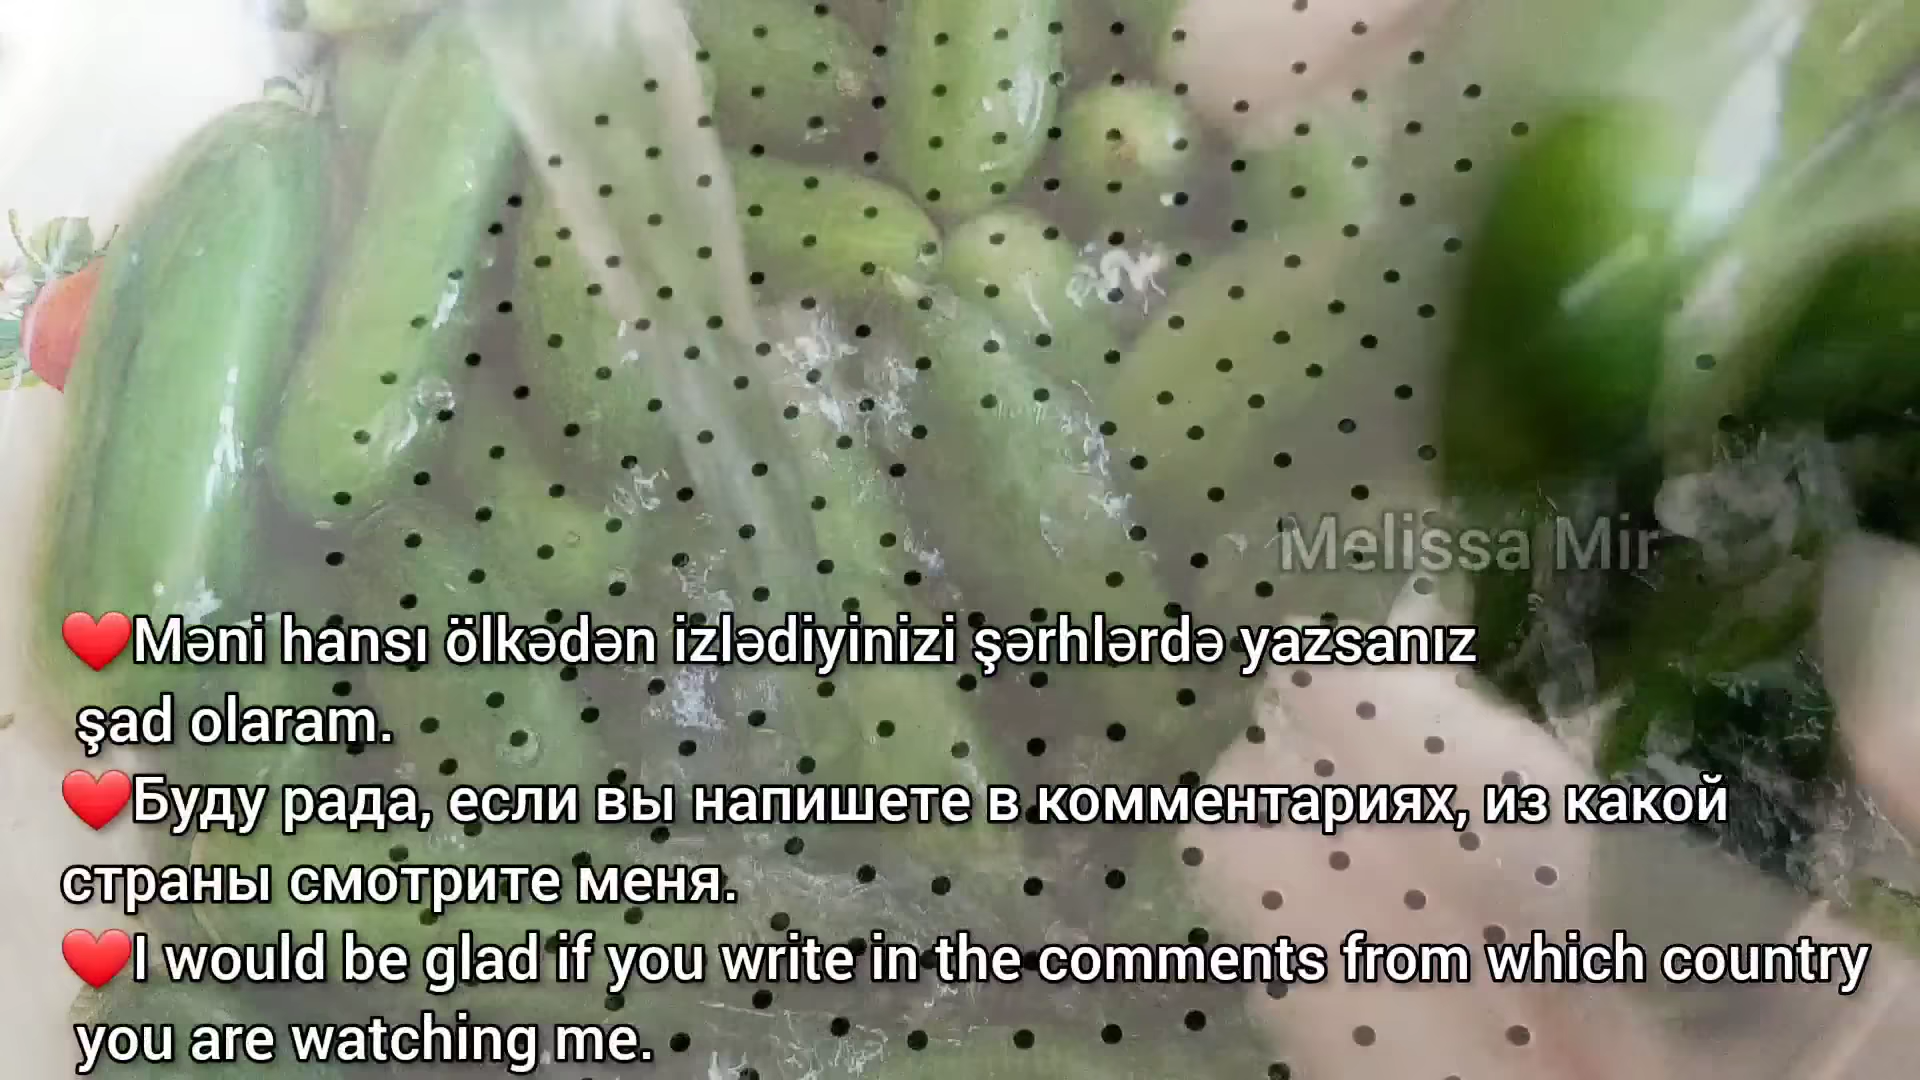 Melissa Mir
❤️Məni hansı ölkədən izlədiyinizi şərhlərdə yazsanız
şad olaram.
❤️Буду рада, если вы напишете в комментариях, из какой
страны смотрите меня.
❤️I would be glad if you write in the comments from which country
you are watching me.